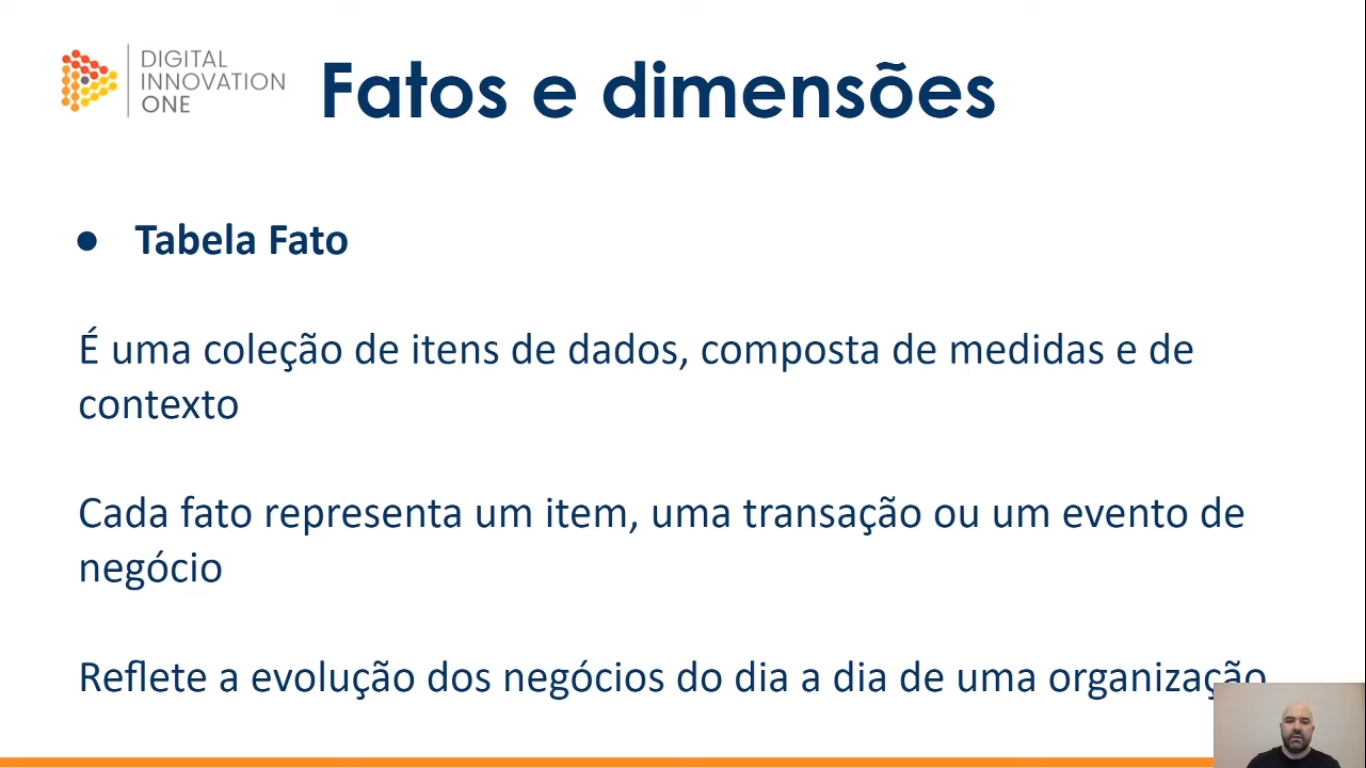 DIGITAL
INNOVATION
ONE
Fatos e dimensões
● Tabela Fato
É uma coleção de itens de dados, composta de medidas e de
contexto
Cada fato representa um item, uma transação ou um evento de
negócio
Reflete a evolução dos negócios do dia a dia de uma organização